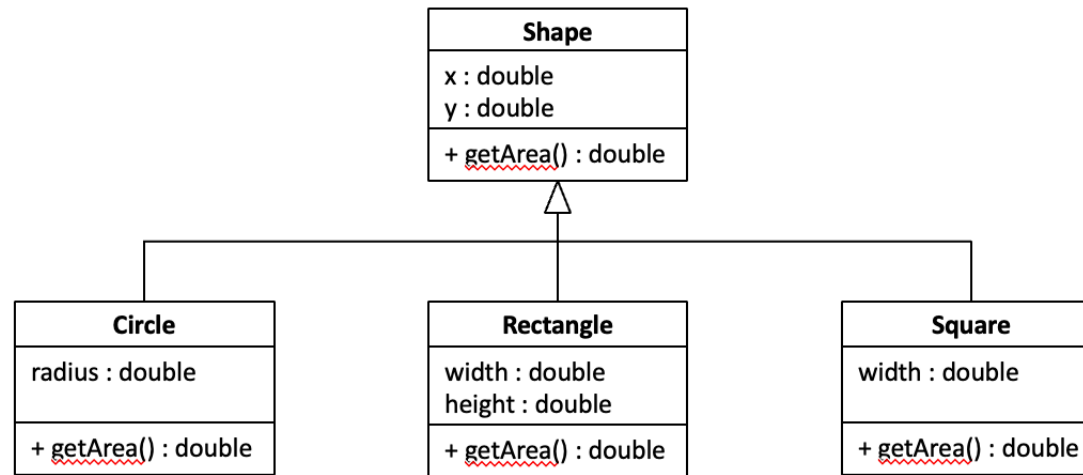 Shape
x : double
y : double
+ getArea() : double
Circle
radius : double
+ getArea() : double
Rectangle
width : double
height : double
+ getArea() : double
Square
width : double
+ getArea() : double